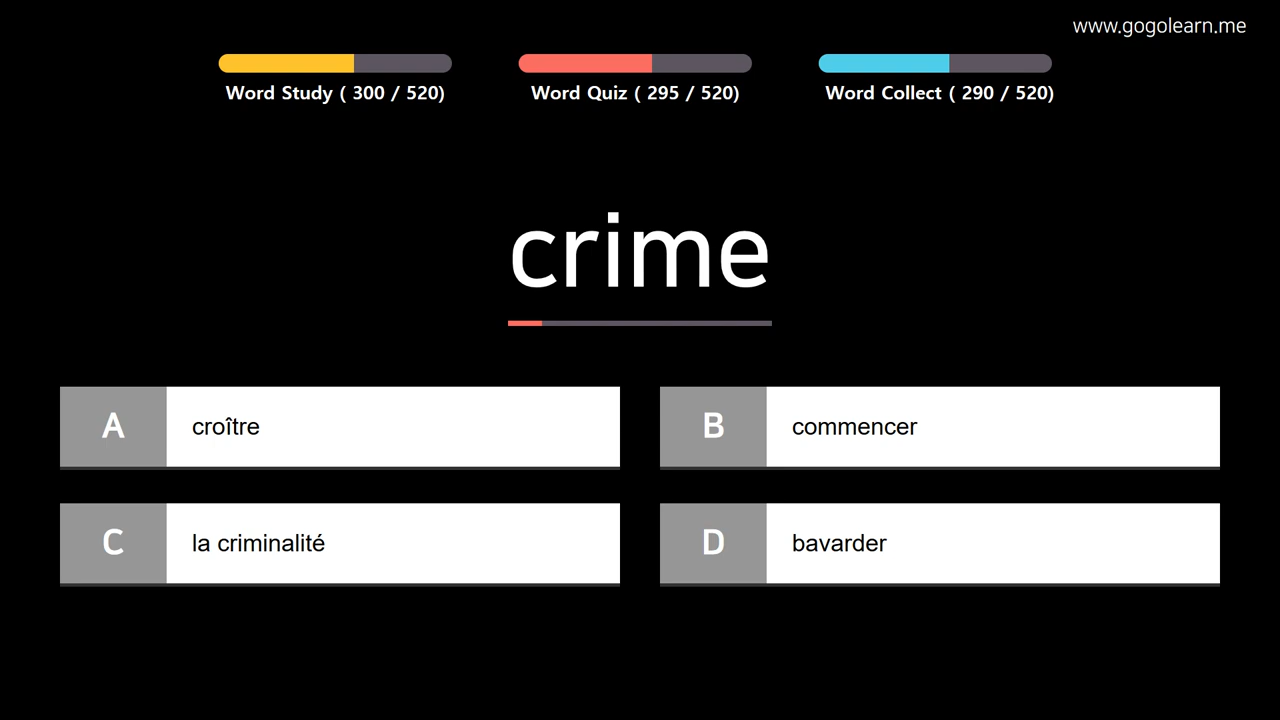 www.gogolearn.me
Word Study ( 300 / 520)
Word Quiz ( 295 / 520)
Word Collect ( 290 / 520)
crime
A croître
B commencer
C la criminalité
D bavarder